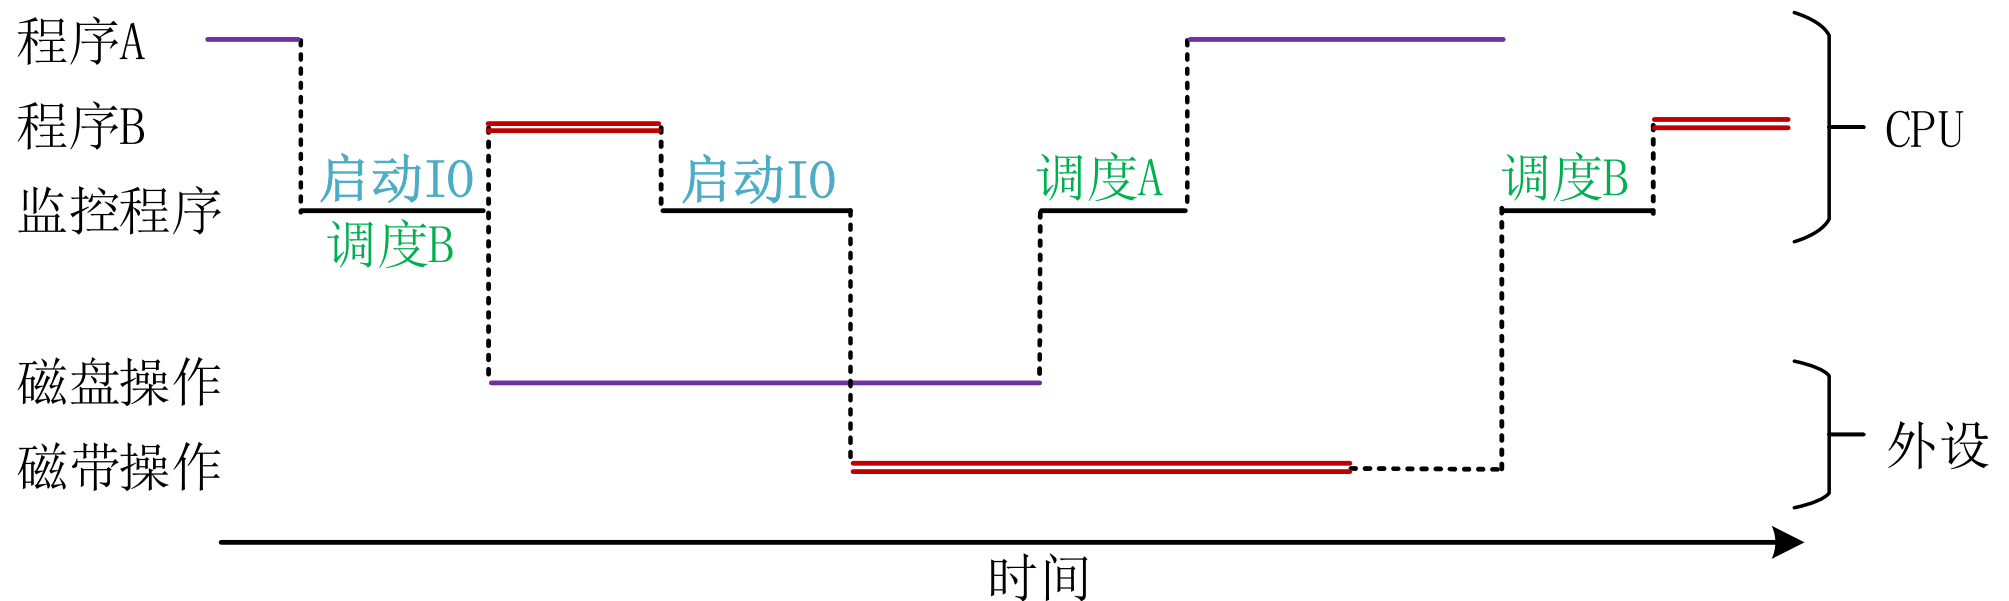 程序A
程序B
CPU
启动IO
启动IO
调度A
调度B
监控程序
调度B
磁盘操作
外设
磁带操作
时间